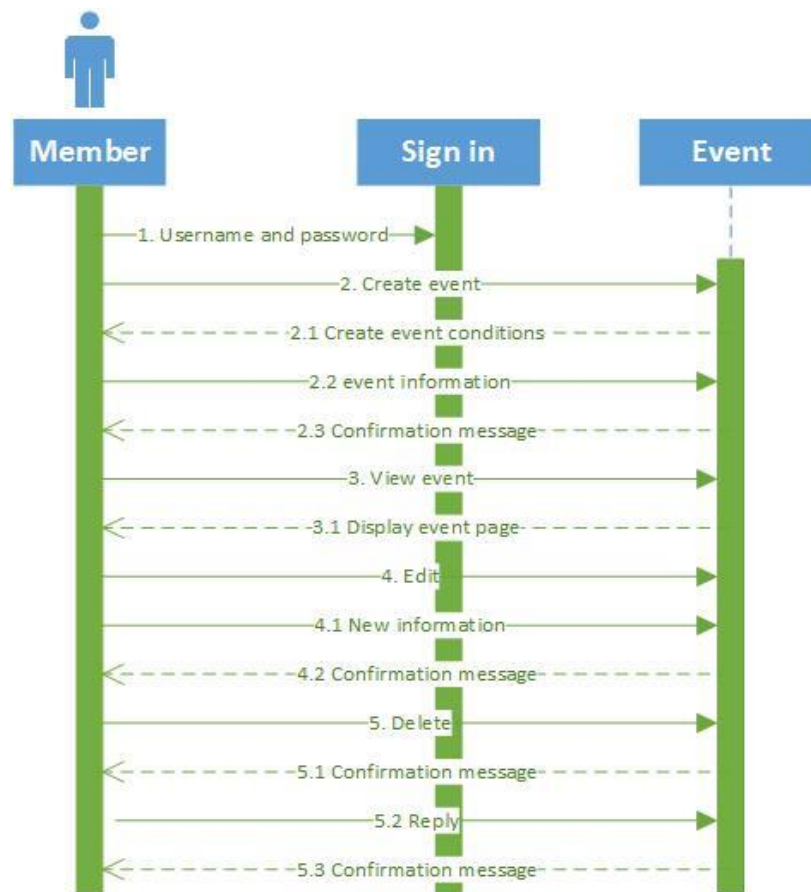 Member
Sign in
Event
1. Username and password
2. Create event
2.1 Create event conditions
2.2 event information
2.3 Confirmation message
3. View event
3.1 Display event page
4. Edit
4.1 New information
4.2 Confirmation message
5. Delete
5.1 Confirmation message
5.2 Reply
5.3 Confirmation message